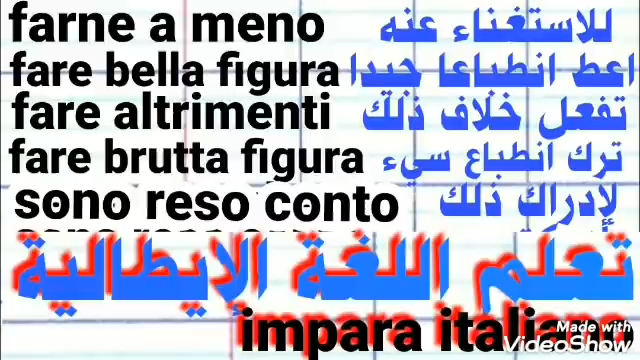 farne a meno للاستغناء عنه
fare bella figura اعط انطباعا جيدا
fare altrimenti تفعل خلاف ذلك
fare brutta figura ترك انطباع سيء
sono reso conto لإدراك ذلك
تعلم اللغة الإيطالية
impara italiano
Made with
VideoShow